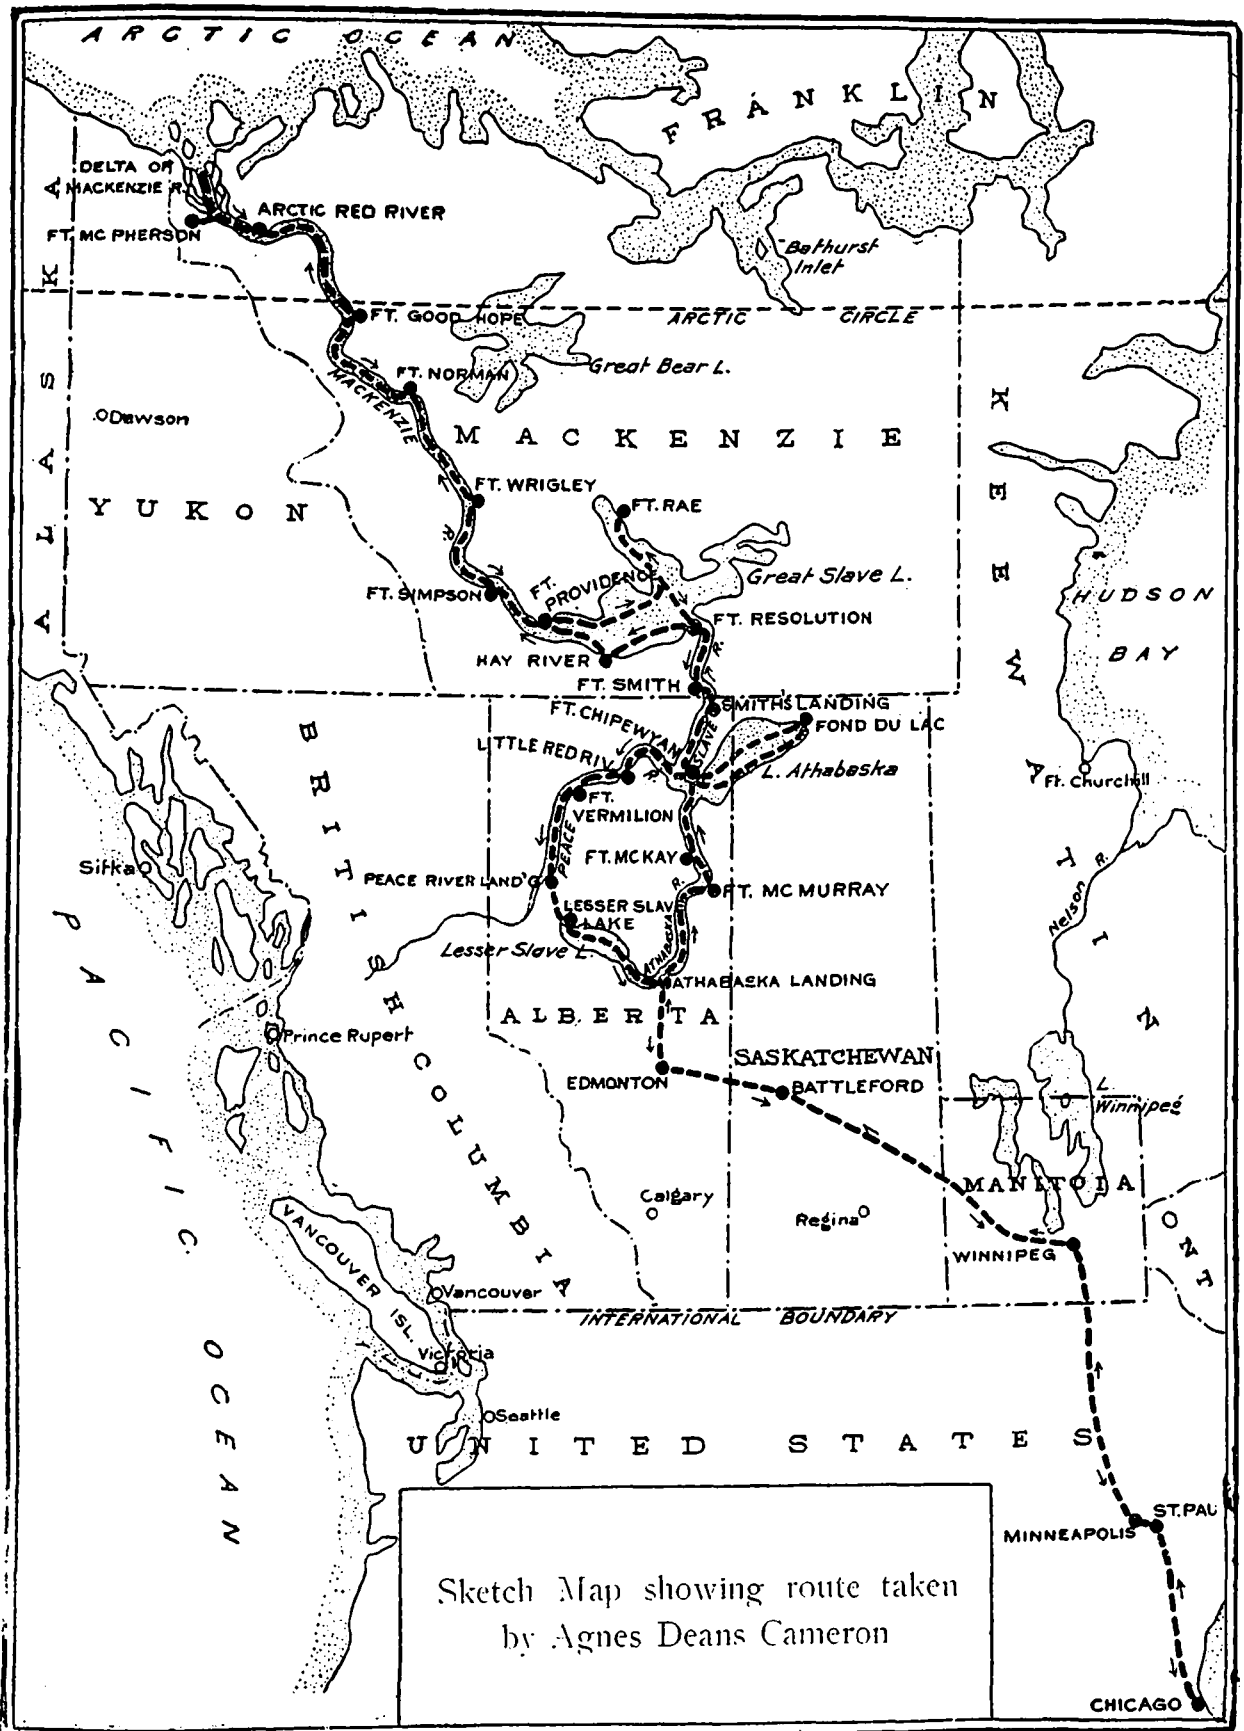 ARCTIC OCEAN
FRANKLIN
DELTA OF
MACKENZIE R.
ARCTIC RED RIVER
FT. MC PHERSON
Bathurst
Inlet
ALASKA
FT. GOOD HOPE
ARCTIC CIRCLE
Great Bear L.
FT. NORMAN
MACKENZIE
R.
Dawson
MACKENZIE
KEEWATIN
YUKON
FT. WRIGLEY
FT. RAE
FT. SIMPSON
FT.
PROVIDENCE
Great Slave L.
HUDSON
BAY
FT. RESOLUTION
R.
HAY RIVER
FT. SMITH
SMITH'S LANDING
FT. CHIPEWYAN
SLAVE
FOND DU LAC
LITTLE RED RIV.
R.
L. Athabaska
Ft. Churchill
FT.
VERMILION
PEACE
FT. MCKAY
Sitka
PEACE RIVER LAND'G
R.
FT. MC MURRAY
LESSER SLAV
LAKE
ATHABASKA
Nelson R.
Lesser Slave L.
ATHABASKA LANDING
BRITISH COLUMBIA
PACIFIC OCEAN
ALBERTA
Prince Rupert
SASKATCHEWAN
EDMONTON
BATTLEFORD
L.
Winnipeg
MANITOIA
Calgary
Regina
ONT
WINNIPEG
VANCOUVER ISL.
Vancouver
INTERNATIONAL BOUNDARY
Victoria
Seattle
UNITED STATES
ST. PAU
MINNEAPOLIS
Sketch Map showing route taken
by Agnes Deans Cameron
CHICAGO